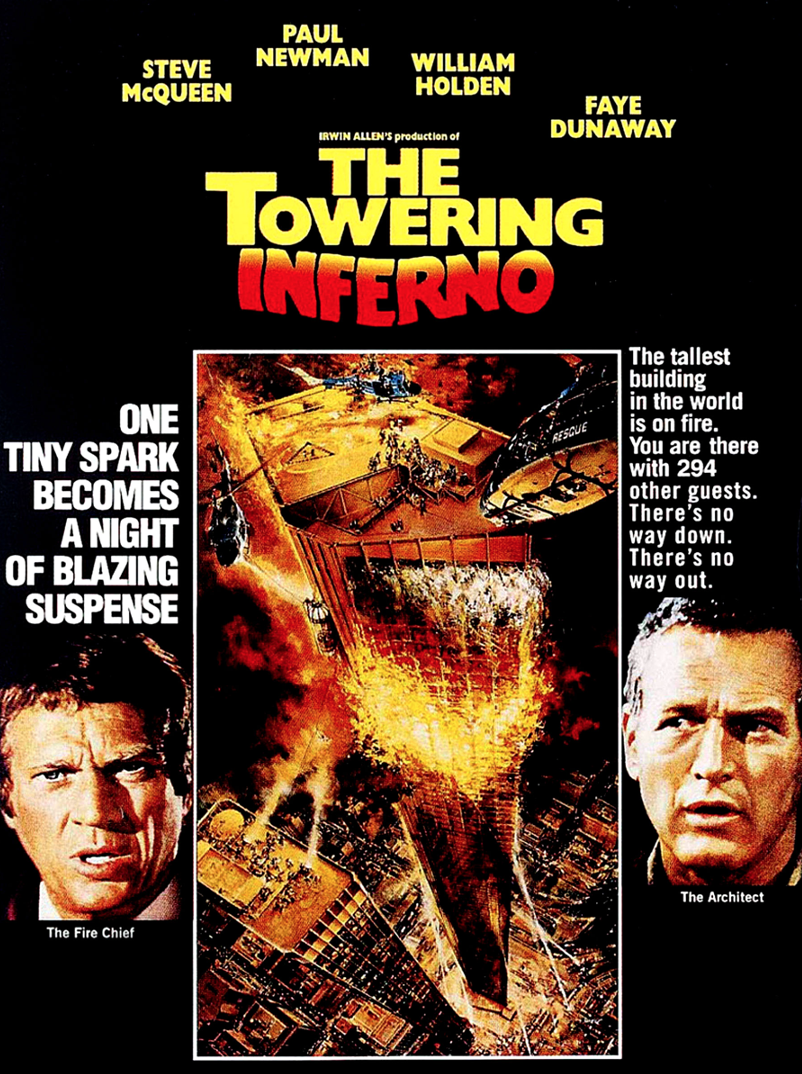 STEVE
McQUEEN
PAUL
NEWMAN
WILLIAM
HOLDEN
FAYE
DUNAWAY
IRWIN ALLEN'S production of
THE
TOWERING
INFERNO
ONE
TINY SPARK
BECOMES
A NIGHT
OF BLAZING
SUSPENSE
The tallest
building
in the world
is on fire.
You are there
with 294
other guests.
There's no
way down.
There's no
way out.
RESCUE
The Fire Chief
The Architect